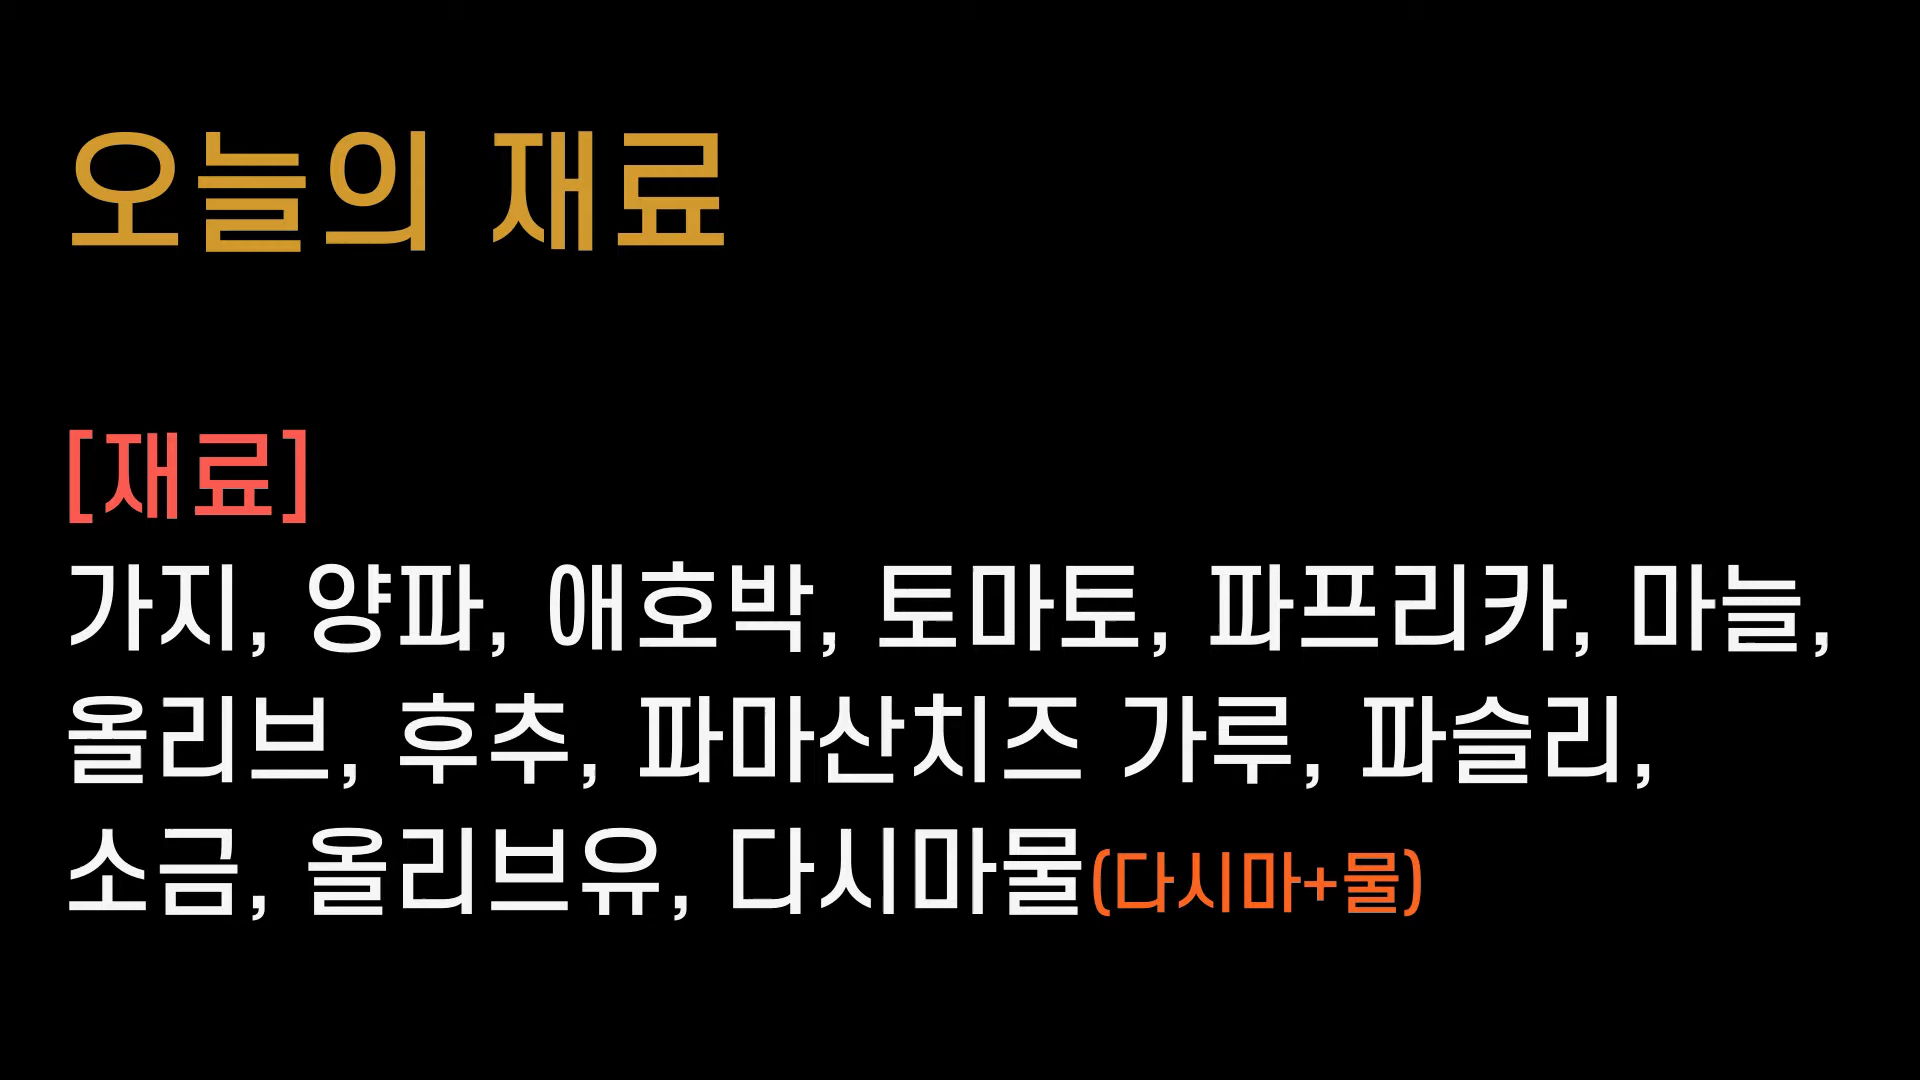 오늘의 재료
[재료]
가지, 양파, 애호박, 토마토, 파프리카, 마늘,
올리브, 후추, 파마산치즈 가루, 파슬리,
소금, 올리브유, 다시마물(다시마+물)